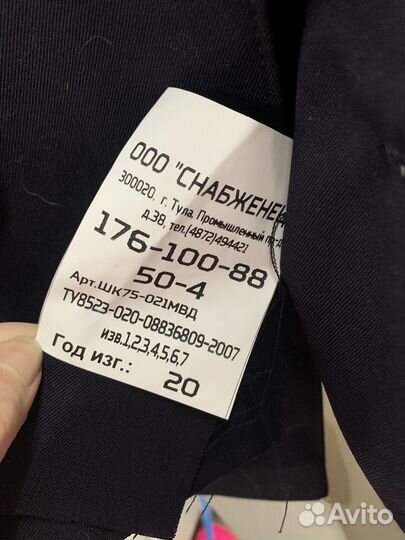 ООО "СНАБЖЕНЕЦ
300020, г. Тула. Промышленный
д.38, тел.(4872)494421
176-100-88
50-4
Арт.ШК75-021МВД
ТУ8523-020-08836809-2007
изв.1,2,3,4,5,6,7
Год изг.:
20
Avito